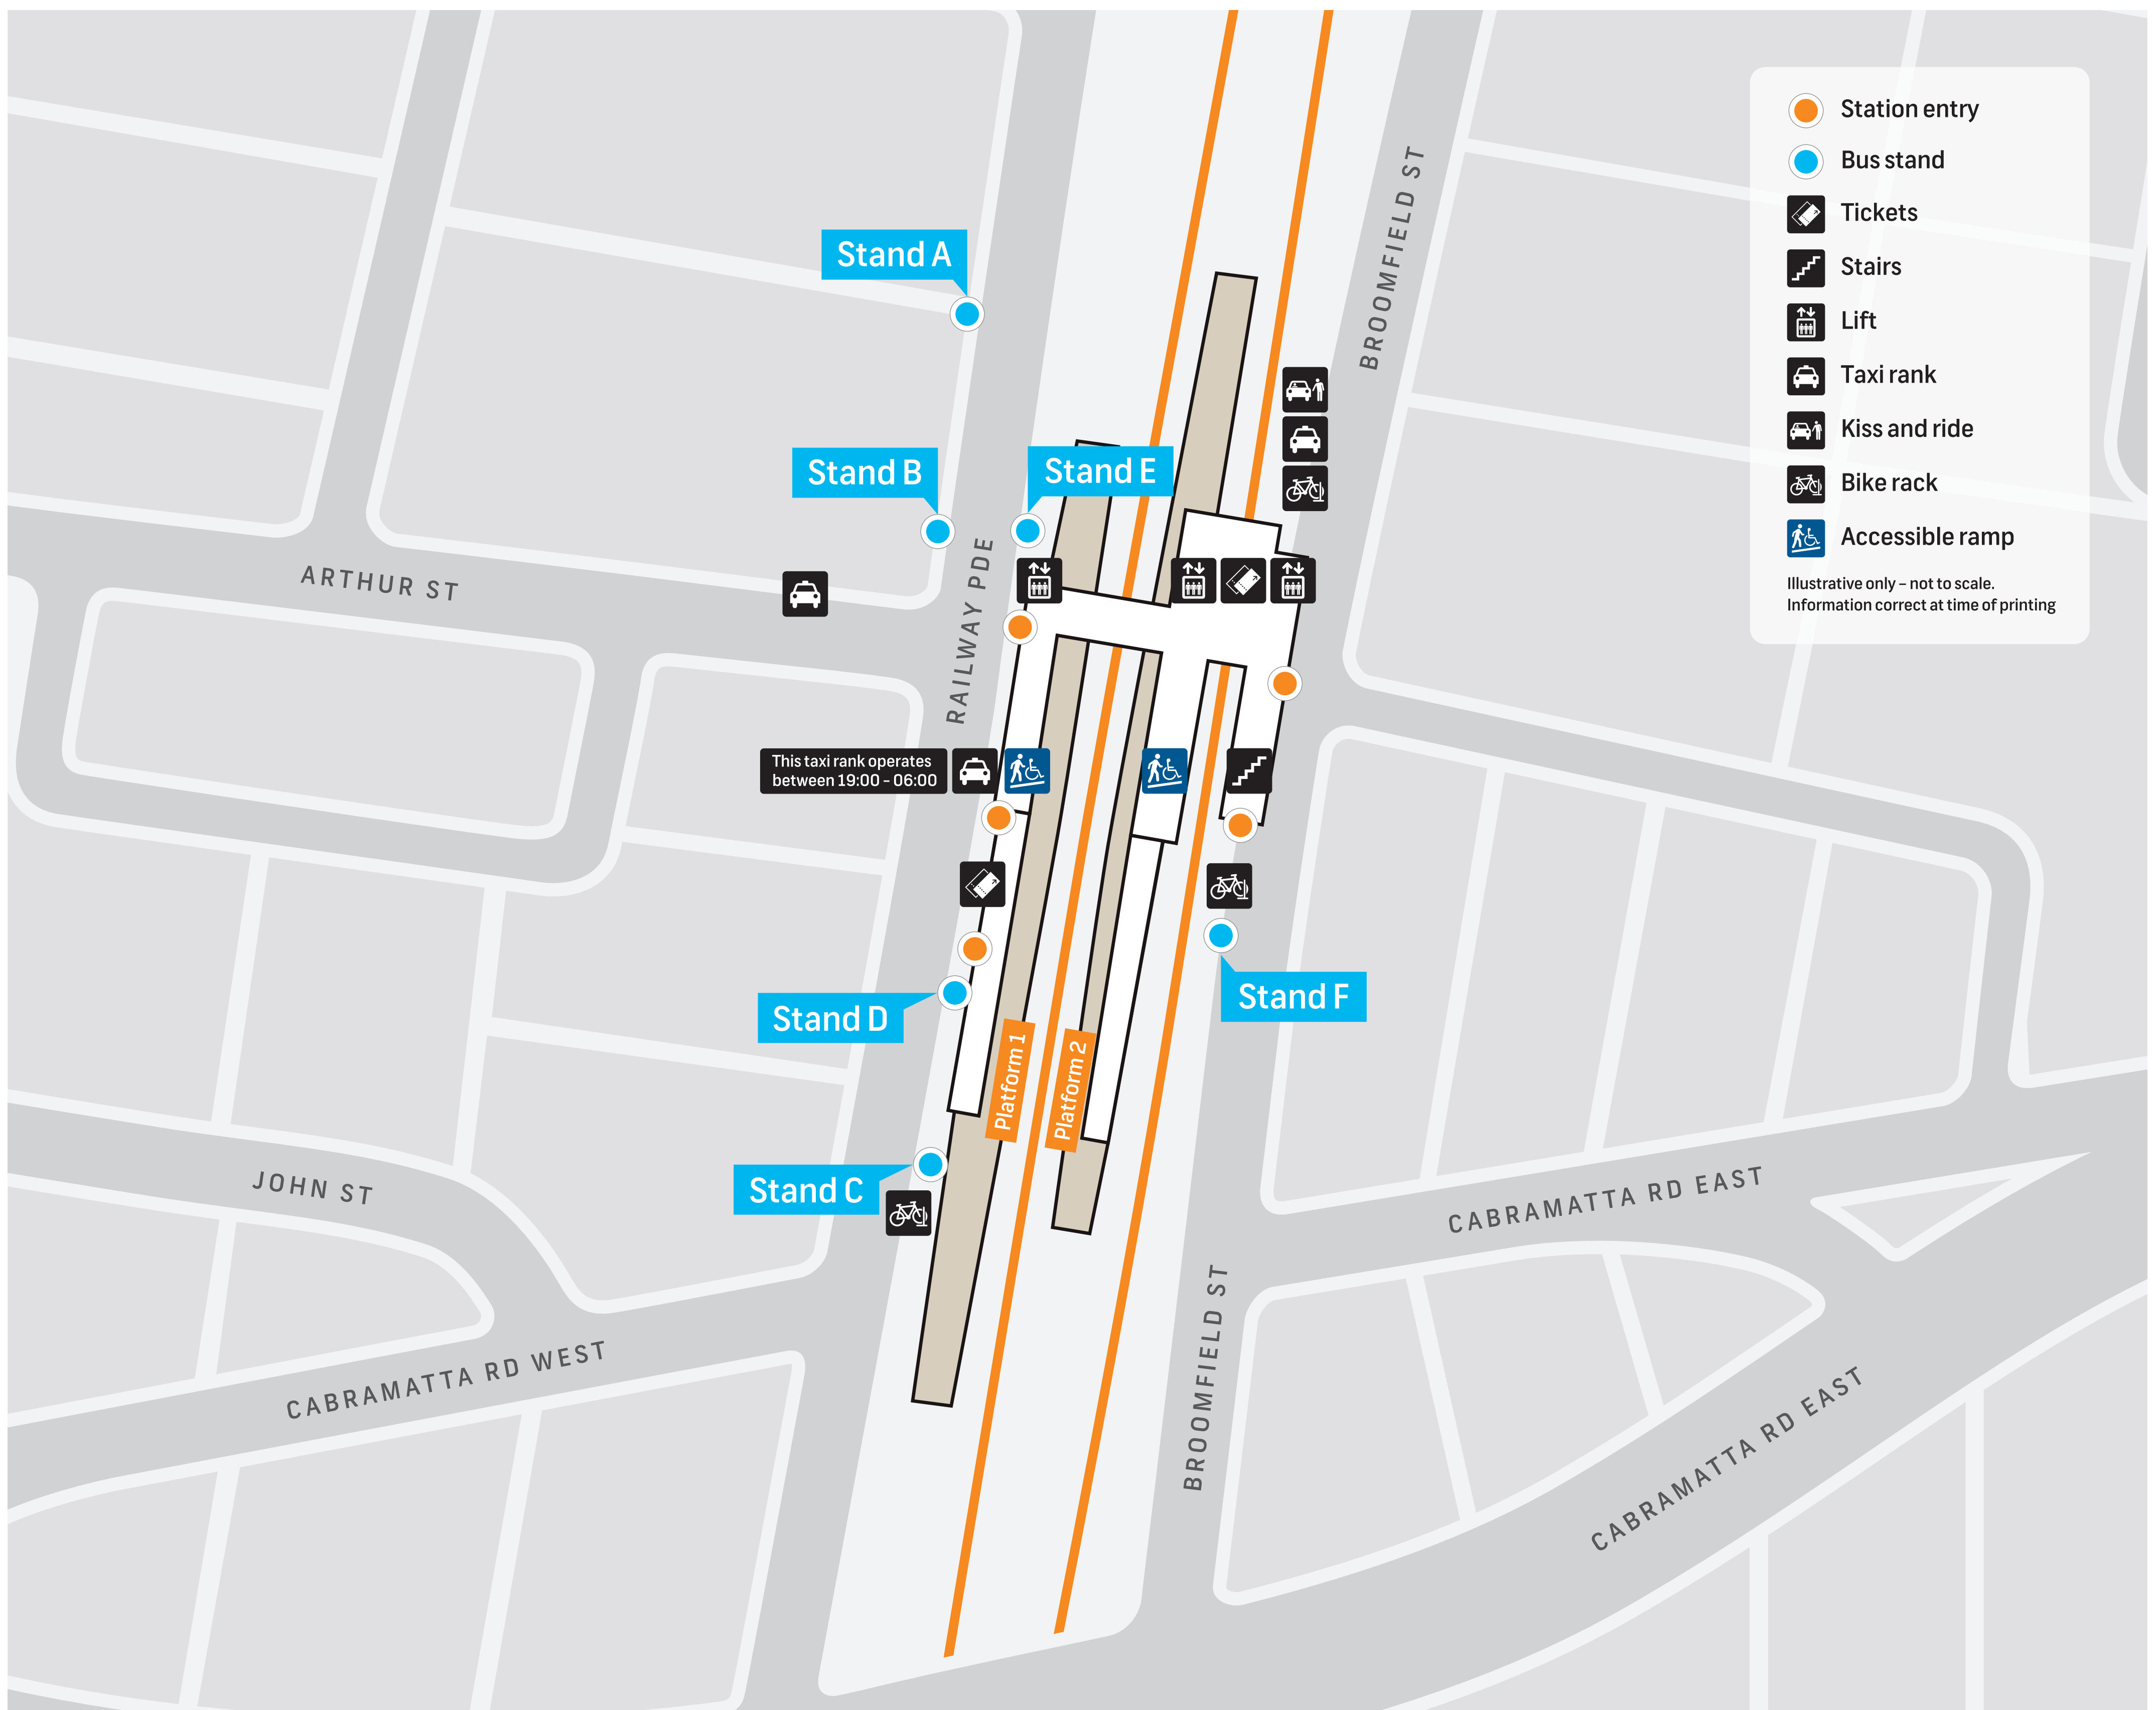 Station entry
Bus stand
Tickets
Stairs
Lift
Taxi rank
Kiss and ride
Bike rack
Accessible ramp
Illustrative only – not to scale.
Information correct at time of printing
BROOMFIELD ST
Stand A
Stand B
Stand E
ARTHUR ST
RAILWAY PDE
This taxi rank operates
between 19:00 - 06:00
Stand D
Stand F
Platform 1
Platform 2
Stand C
JOHN ST
CABRAMATTA RD EAST
CABRAMATTA RD WEST
BROOMFIELD ST
CABRAMATTA RD EAST